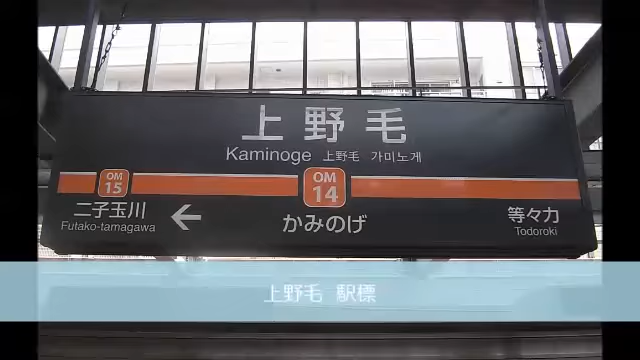 上野毛
Kaminoge 上野毛 카미노게
OM 15
OM 14
二子玉川
Futako-tamagawa
←
かみのげ
等々力
Todoroki
上野毛 駅標